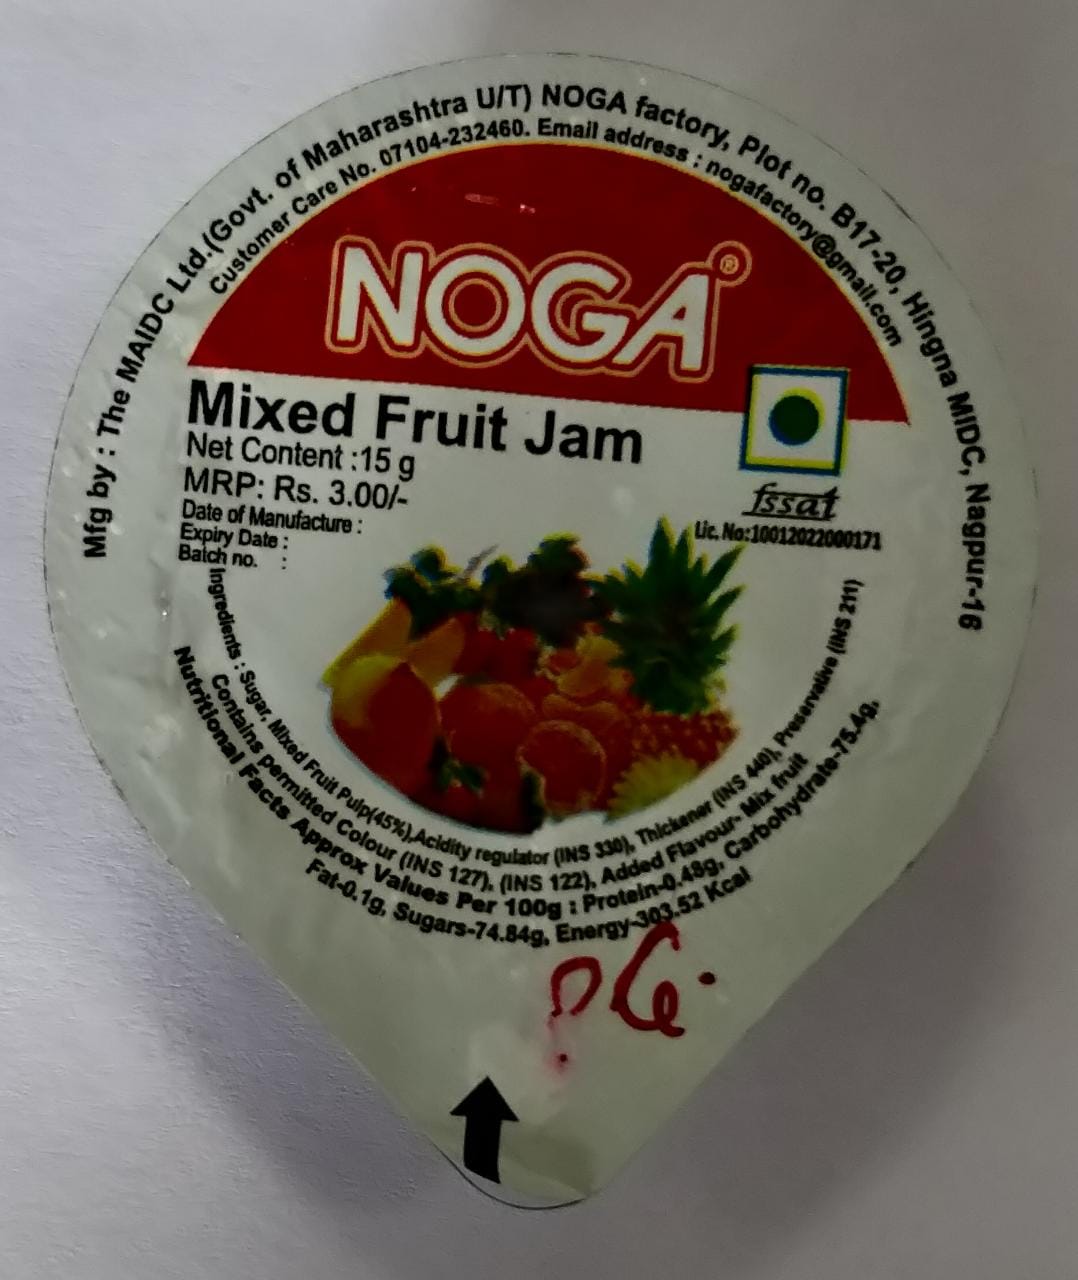 Mfg by : The MAIDC Ltd.(Govt. of Maharashtra U/T) NOGA factory, Plot no. B17-20, Hingna MIDC, Nagpur-16
Customer Care No. 07104-232460. Email address : nogafactory@gmail.com
NOGA®
Mixed Fruit Jam
Net Content :15 g
MRP: Rs. 3.00/-
Date of Manufacture :
Expiry Date :
Batch no. :
fssai
Lic. No:10012022000171
Ingredients : Sugar, Mixed Fruit Pulp(45%),Acidity regulator (INS 330), Thickener (INS 440), Preservative (INS 211)
Contains permitted Colour (INS 127), (INS 122), Added Flavour- Mix fruit
Nutritional Facts Approx Values Per 100g : Protein-0.48g, Carbohydrate-75.4g,
Fat-0.1g, Sugars-74.84g, Energy-303.52 Kcal